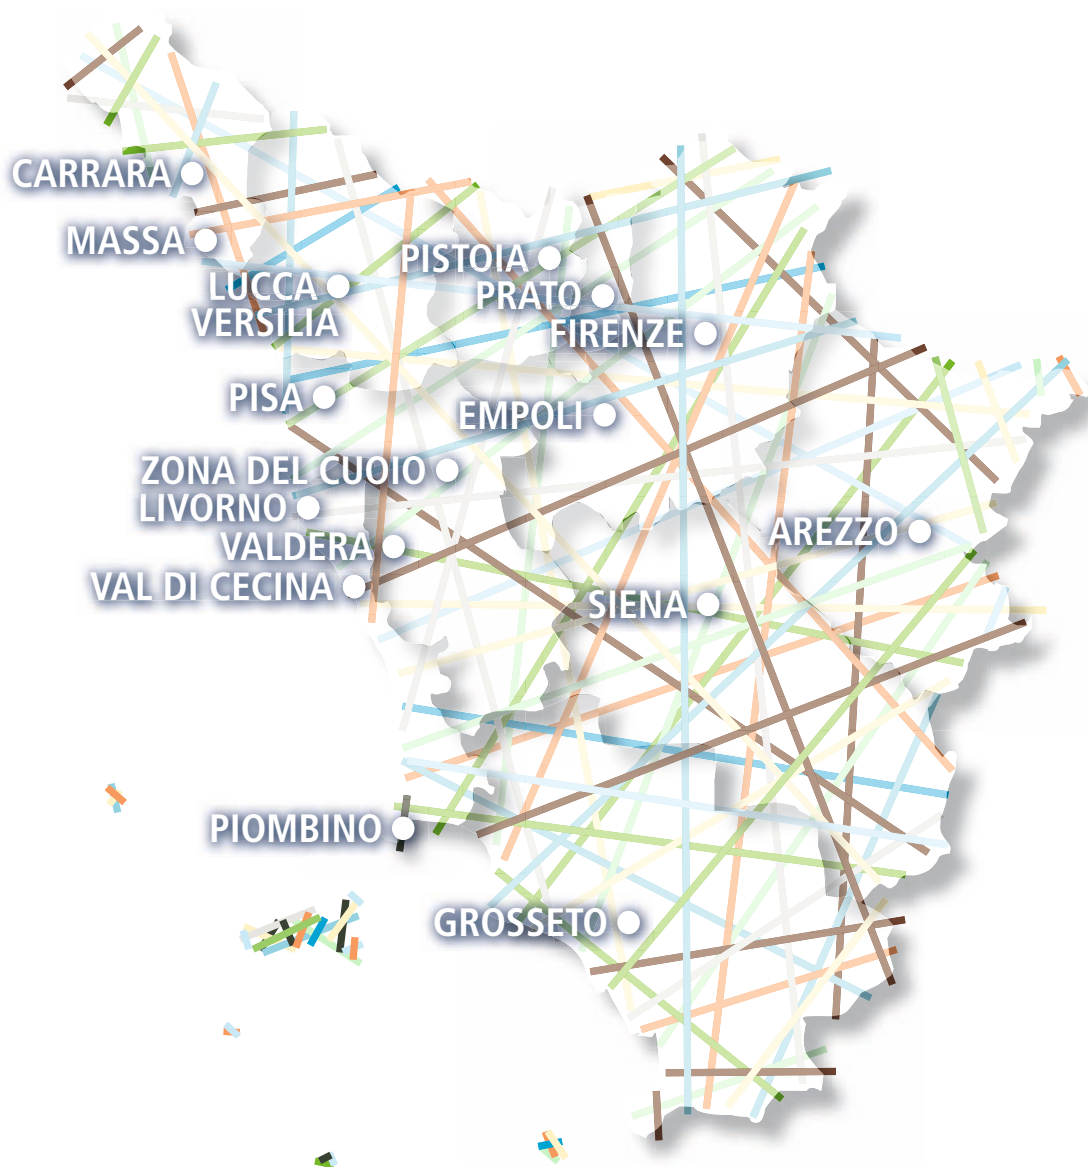 CARRARA
MASSA
PISTOIA
LUCCA
VERSILIA
PRATO
FIRENZE
PISA
EMPOLI
ZONA DEL CUOIO
LIVORNO
AREZZO
VALDERA
VAL DI CECINA
SIENA
PIOMBINO
GROSSETO